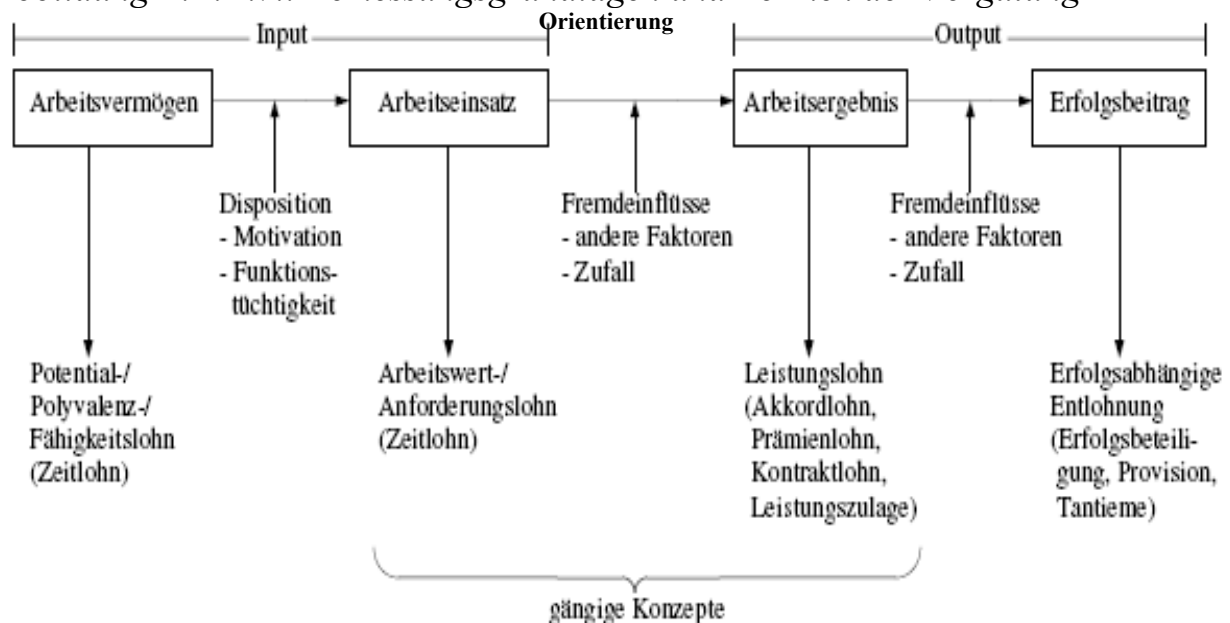 Orientierung
Input
Output
Arbeitsvermögen
Arbeitseinsatz
Arbeitsergebnis
Erfolgsbeitrag
Disposition
- Motivation
- Funktions-
tüchtigkeit
Fremdeinflüsse
- andere Faktoren
- Zufall
Fremdeinflüsse
- andere Faktoren
- Zufall
Potential-/
Polyvalenz-/
Fähigkeitslohn
(Zeitlohn)
Arbeitswert-/
Anforderungslohn
(Zeitlohn)
Leistungslohn
(Akkordlohn,
Prämienlohn,
Kontraktlohn,
Leistungszulage)
Erfolgsabhängige
Entlohnung
(Erfolgsbeteili-
gung, Provision,
Tantieme)
gängige Konzepte